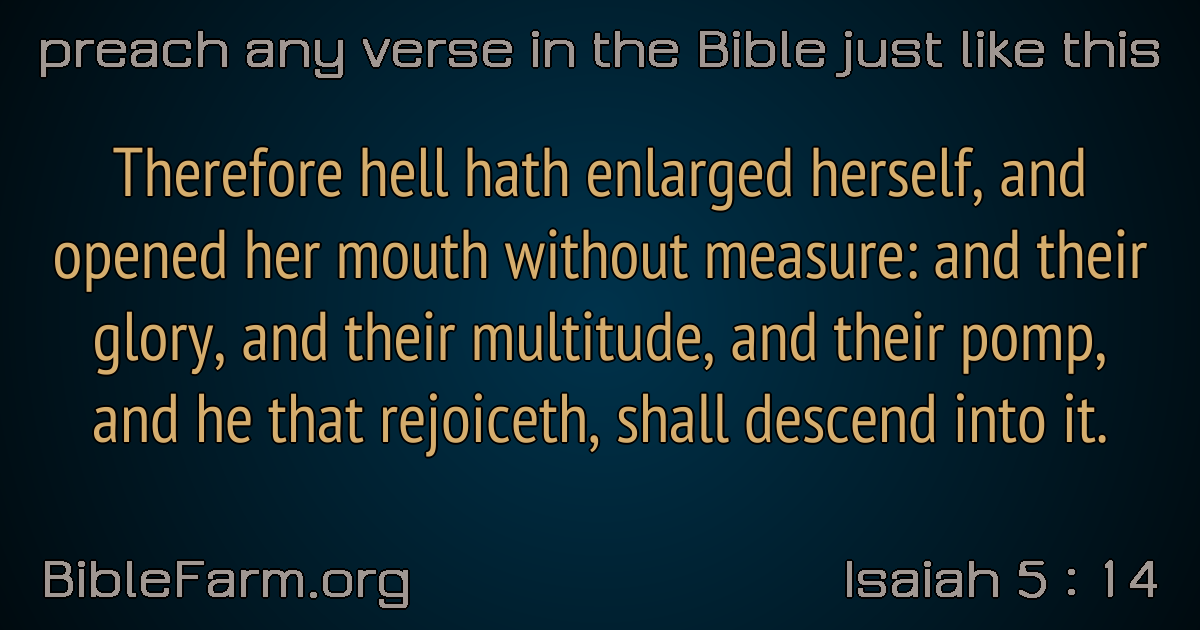 preach any verse in the Bible just like this
Therefore hell hath enlarged herself, and
opened her mouth without measure: and their
glory, and their multitude, and their pomp,
and he that rejoiceth, shall descend into it.
BibleFarm.org
Isaiah 5 : 14